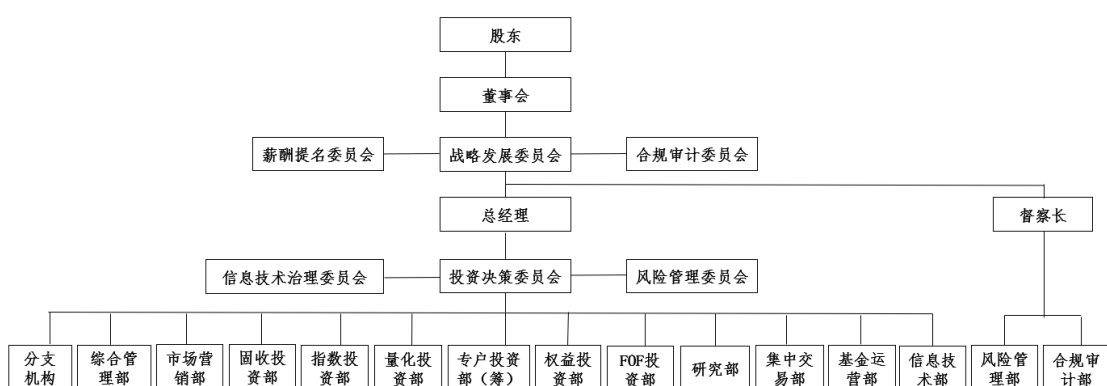 股东
董事会
薪酬提名委员会
战略发展委员会
合规审计委员会
总经理
督察长
信息技术治理委员会
投资决策委员会
风险管理委员会
分支
机构
综合管
理部
市场营
销部
固收投
资部
指数投
资部
量化投
资部
专户投资
部（筹）
权益投
资部
FOF投
资部
研究部
集中交
易部
基金运
营部
信息技
术部
风险管
理部
合规审
计部